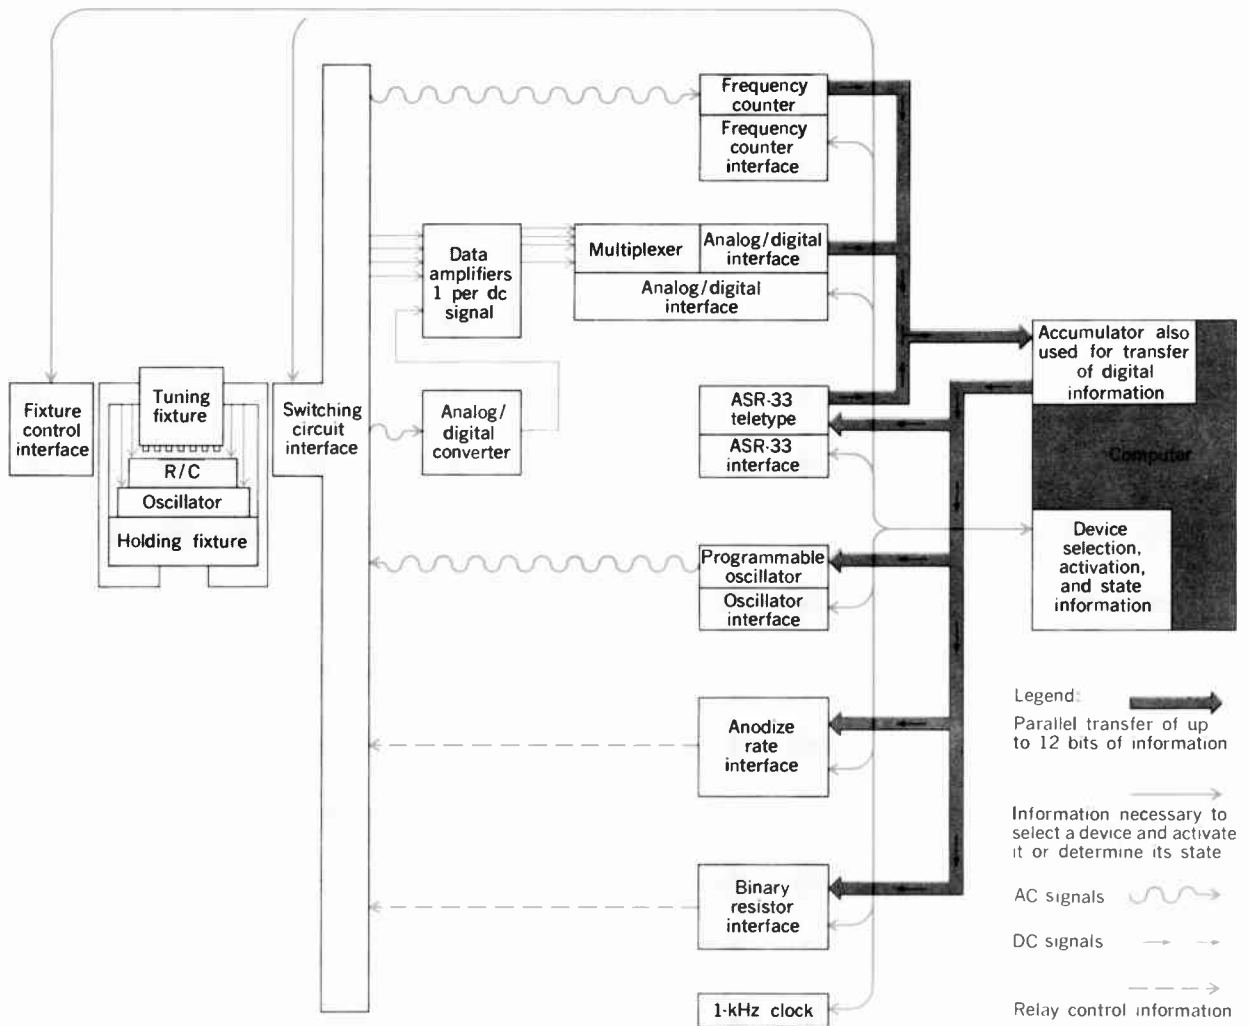 Frequency
counter
Frequency
counter
interface
Data
amplifiers
1 per dc
signal
Multiplexer
Analog/digital
interface
Analog/digital
interface
Accumulator also
used for transfer
of digital
information
Computer
Device
selection,
activation,
and state
information
Fixture
control
interface
Tuning
fixture
R/C
Oscillator
Holding fixture
Switching
circuit
interface
Analog/
digital
converter
ASR-33
teletype
ASR-33
interface
Programmable
oscillator
Oscillator
interface
Anodize
rate
interface
Binary
resistor
interface
1-kHz clock
Legend:
Parallel transfer of up
to 12 bits of information
Information necessary to
select a device and activate
it or determine its state
AC signals
DC signals
Relay control information